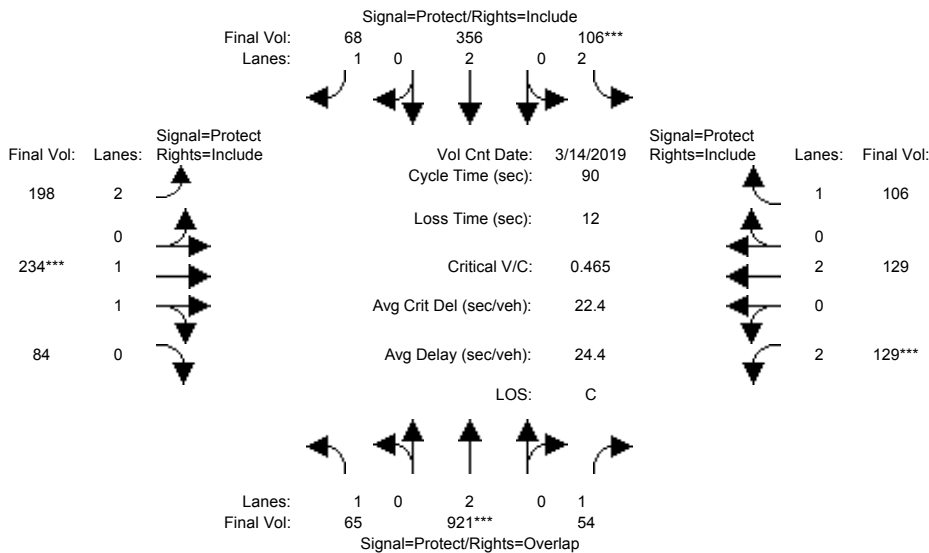 Signal=Protect/Rights=Include
Final Vol: 68 356 106***
Lanes: 1 0 2 0 2
Signal=Protect Signal=Protect
Final Vol: Lanes: Rights=Include Vol Cnt Date: 3/14/2019 Rights=Include Lanes: Final Vol:
Cycle Time (sec): 90
198 2 1 106
Loss Time (sec): 12
0 0
234*** 1 Critical V/C: 0.465 2 129
1 Avg Crit Del (sec/veh): 22.4 0
84 0 Avg Delay (sec/veh): 24.4 2 129***
LOS: C
Lanes: 1 0 2 0 1
Final Vol: 65 921*** 54
Signal=Protect/Rights=Overlap